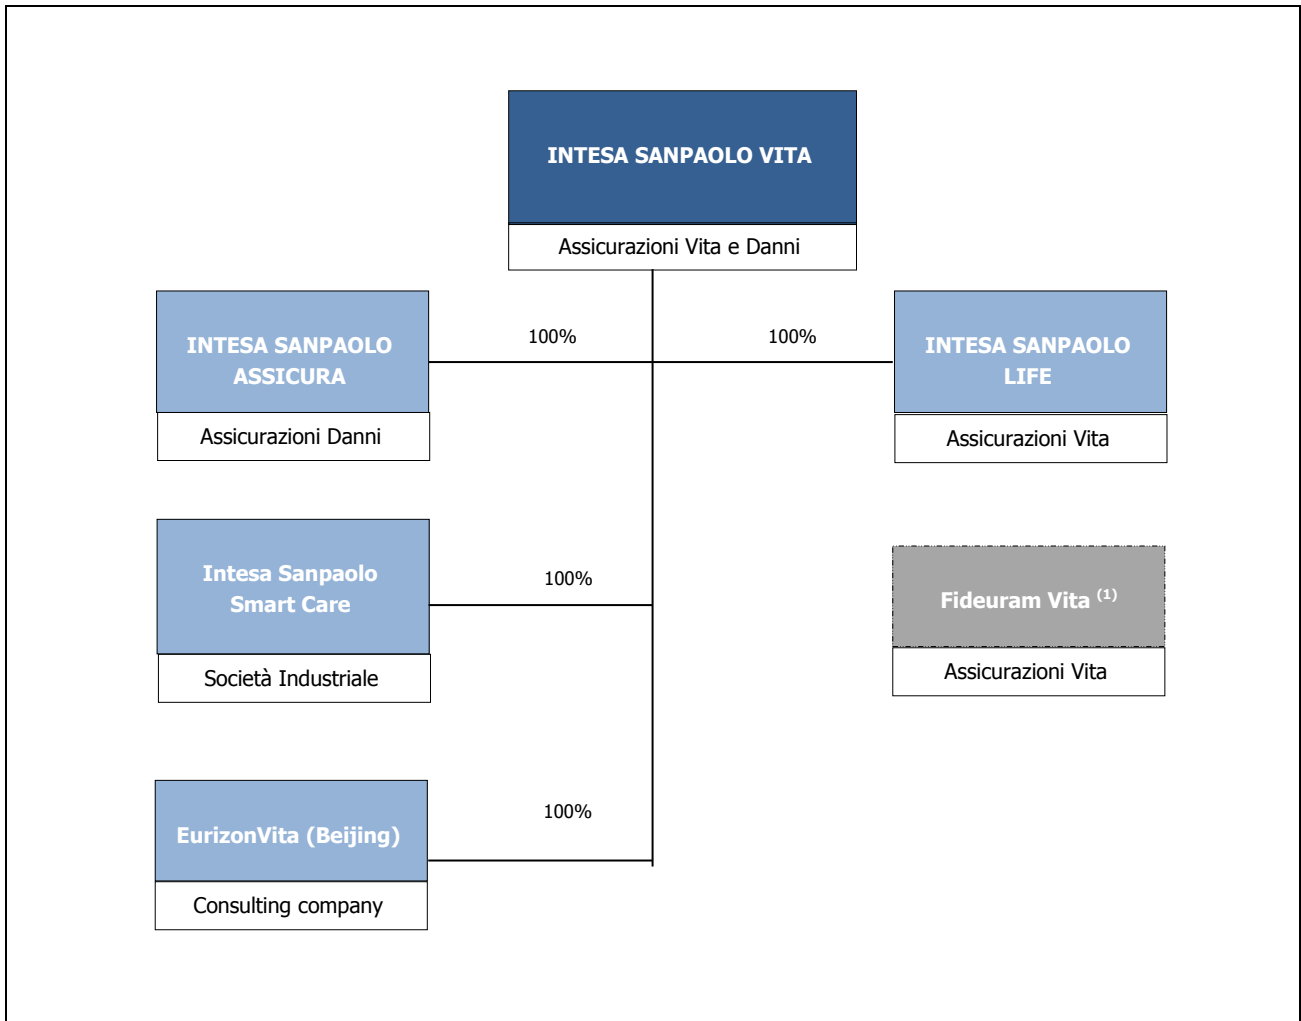 INTESA SANPAOLO VITA
Assicurazioni Vita e Danni
INTESA SANPAOLO
ASSICURA
Assicurazioni Danni
100%
100%
INTESA SANPAOLO
LIFE
Assicurazioni Vita
Intesa Sanpaolo
Smart Care
Società Industriale
100%
Fideuram Vita (1)
Assicurazioni Vita
EurizonVita (Beijing)
Consulting company
100%